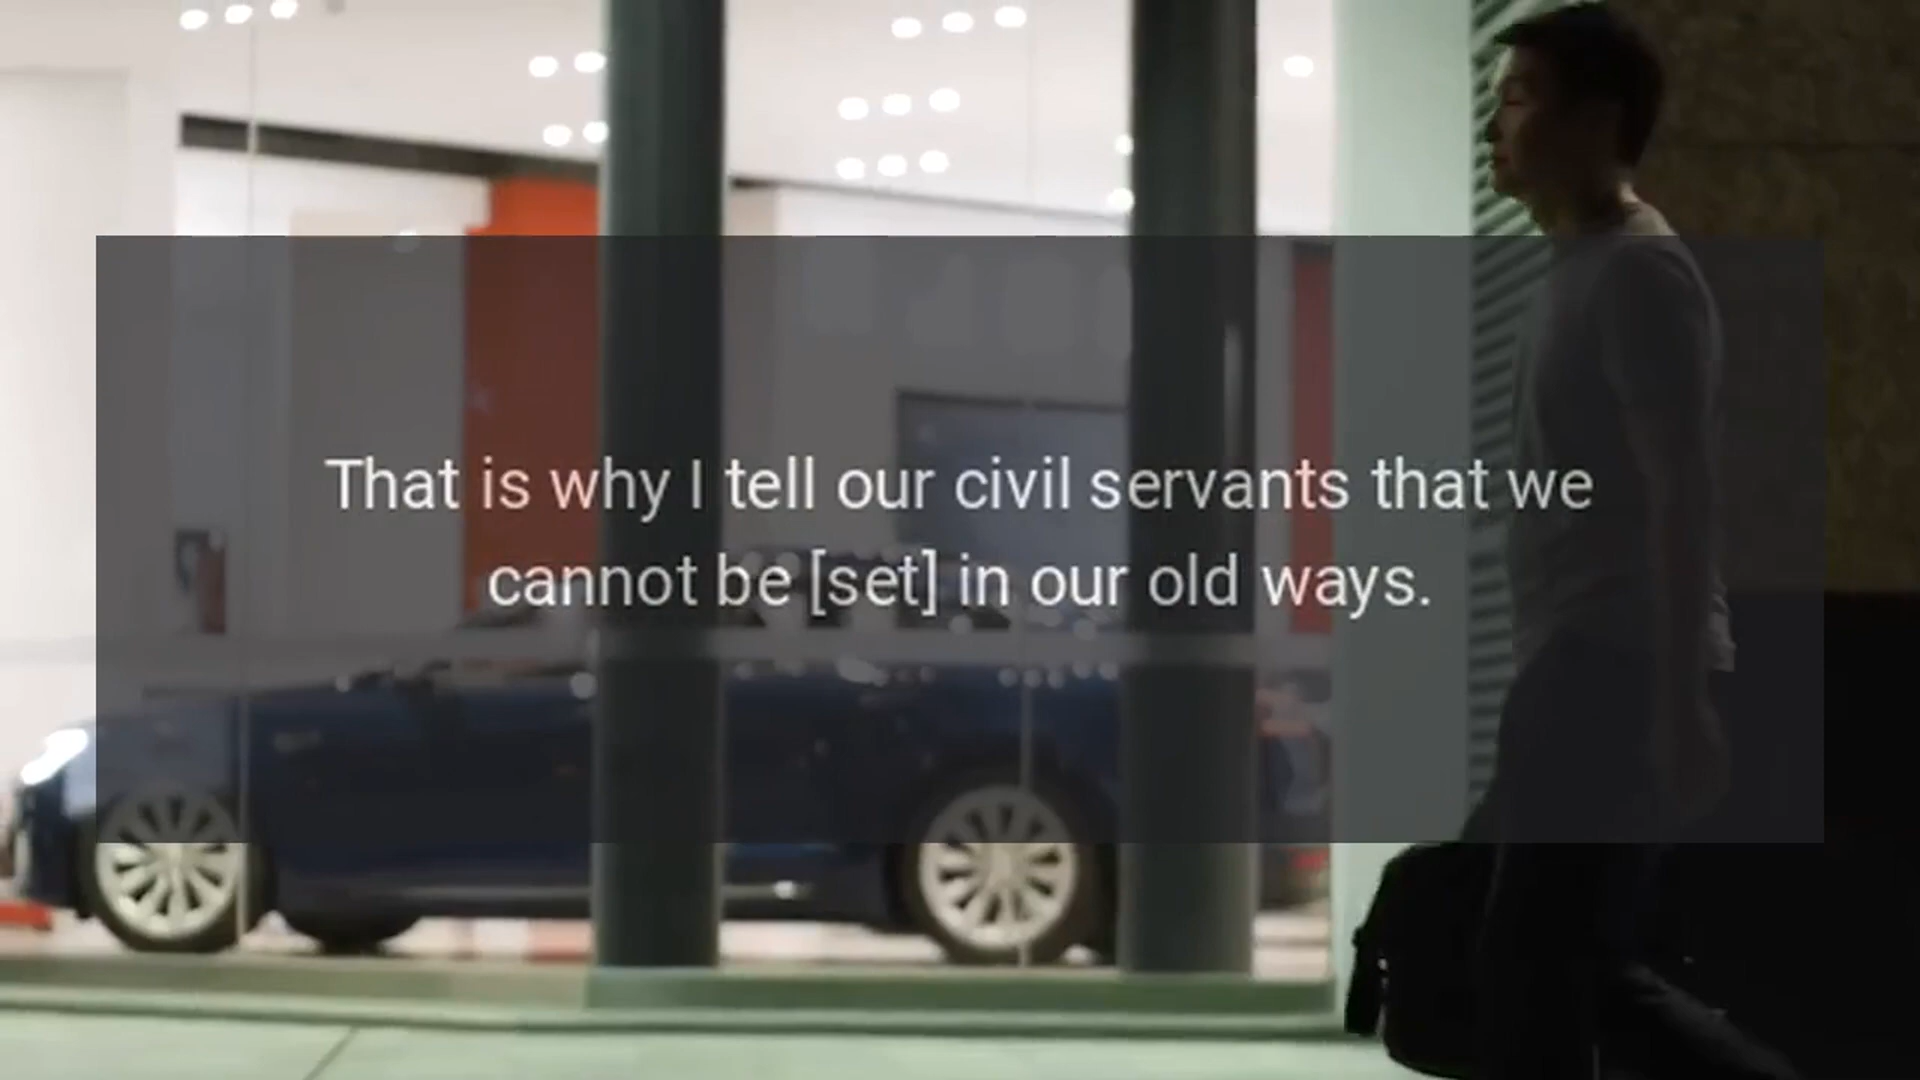 That is why I tell our civil servants that we
cannot be [set] in our old ways.